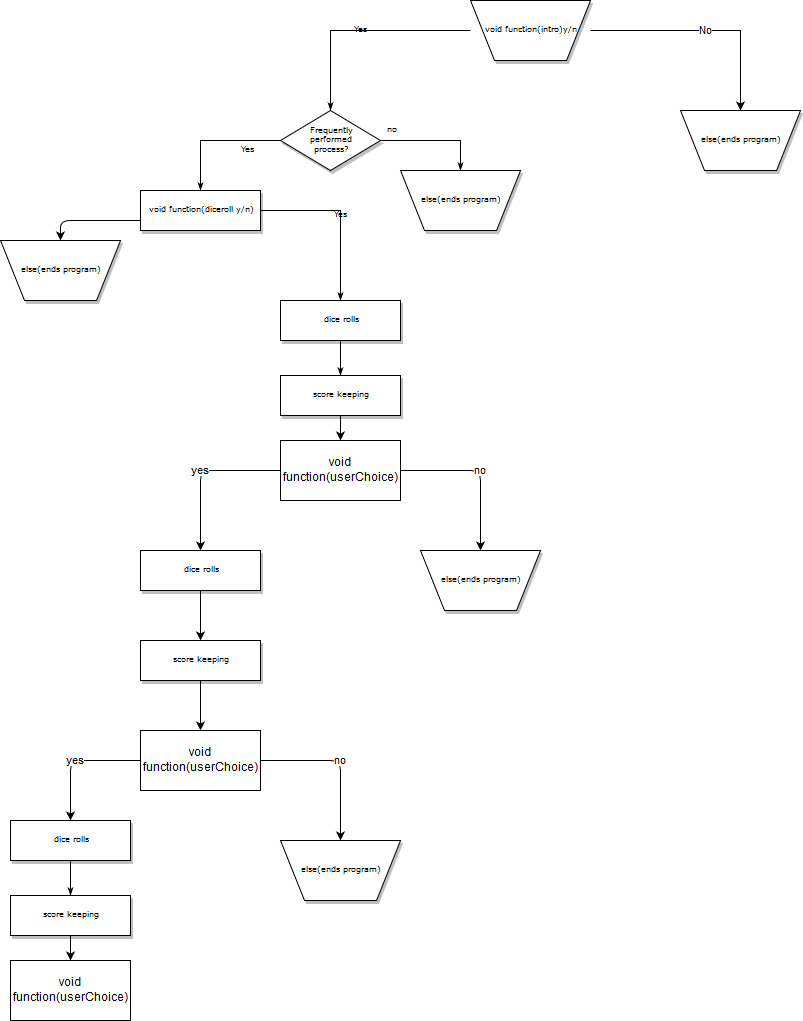 void function(intro)y/n
Yes
No
Frequently
performed
process?
no
else(ends program)
Yes
else(ends program)
void function(diceroll y/n)
Yes
else(ends program)
dice rolls
score keeping
void
function(userChoice)
yes
no
dice rolls
else(ends program)
score keeping
void
function(userChoice)
yes
no
dice rolls
else(ends program)
score keeping
void
function(userChoice)